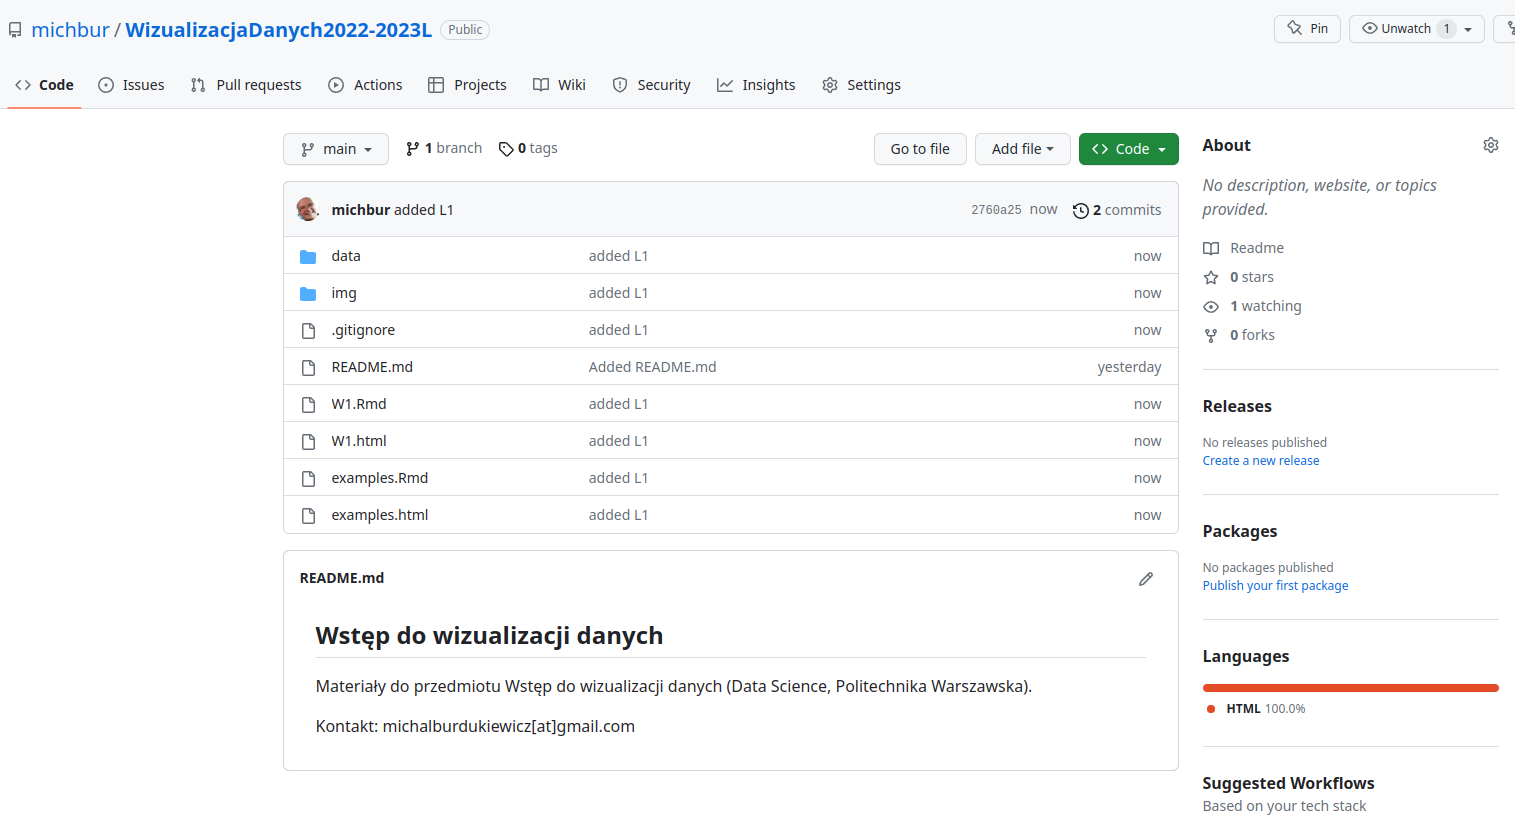 michbur / WizualizacjaDanych2022-2023L Public
Pin
Unwatch 1
Code Issues Pull requests Actions Projects Wiki Security Insights Settings
main 1 branch 0 tags
Go to file Add file Code
michbur added L1 2760a25 now 2 commits
data added L1 now
img added L1 now
.gitignore added L1 now
README.md Added README.md yesterday
W1.Rmd added L1 now
W1.html added L1 now
examples.Rmd added L1 now
examples.html added L1 now
README.md
Wstęp do wizualizacji danych
Materiały do przedmiotu Wstęp do wizualizacji danych (Data Science, Politechnika Warszawska).
Kontakt: michalburdukiewicz[at]gmail.com
About
No description, website, or topics
provided.
Readme
0 stars
1 watching
0 forks
Releases
No releases published
Create a new release
Packages
No packages published
Publish your first package
Languages
HTML 100.0%
Suggested Workflows
Based on your tech stack